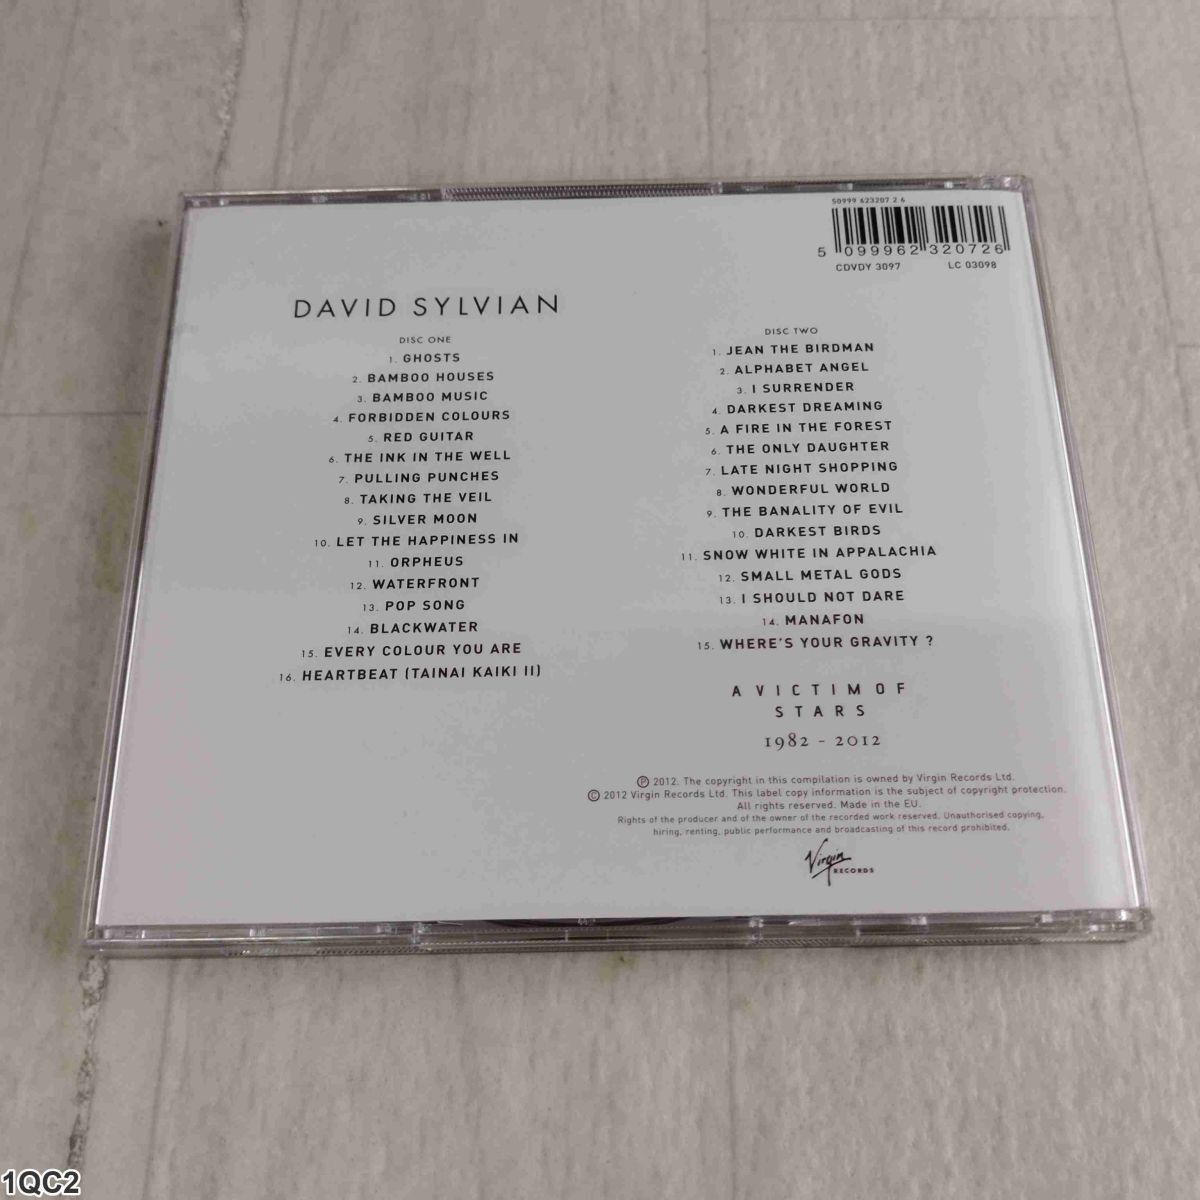 50999 623207 2 6
5 099962 320726
CDVDY 3097 LC 03098
DAVID SYLVIAN
DISC ONE
1. GHOSTS
2. BAMBOO HOUSES
3. BAMBOO MUSIC
4. FORBIDDEN COLOURS
5. RED GUITAR
6. THE INK IN THE WELL
7. PULLING PUNCHES
8. TAKING THE VEIL
9. SILVER MOON
10. LET THE HAPPINESS IN
11. ORPHEUS
12. WATERFRONT
13. POP SONG
14. BLACKWATER
15. EVERY COLOUR YOU ARE
16. HEARTBEAT (TAINAI KAIKI II)
DISC TWO
1. JEAN THE BIRDMAN
2. ALPHABET ANGEL
3. I SURRENDER
4. DARKEST DREAMING
5. A FIRE IN THE FOREST
6. THE ONLY DAUGHTER
7. LATE NIGHT SHOPPING
8. WONDERFUL WORLD
9. THE BANALITY OF EVIL
10. DARKEST BIRDS
11. SNOW WHITE IN APPALACHIA
12. SMALL METAL GODS
13. I SHOULD NOT DARE
14. MANAFON
15. WHERE'S YOUR GRAVITY ?
A VICTIM OF
STARS
1982 - 2012
Ⓟ 2012. The copyright in this compilation is owned by Virgin Records Ltd.
© 2012 Virgin Records Ltd. This label copy information is the subject of copyright protection.
All rights reserved. Made in the EU.
Rights of the producer and of the owner of the recorded work reserved. Unauthorised copying,
hiring, renting, public performance and broadcasting of this record prohibited.
Virgin
RECORDS
1QC2